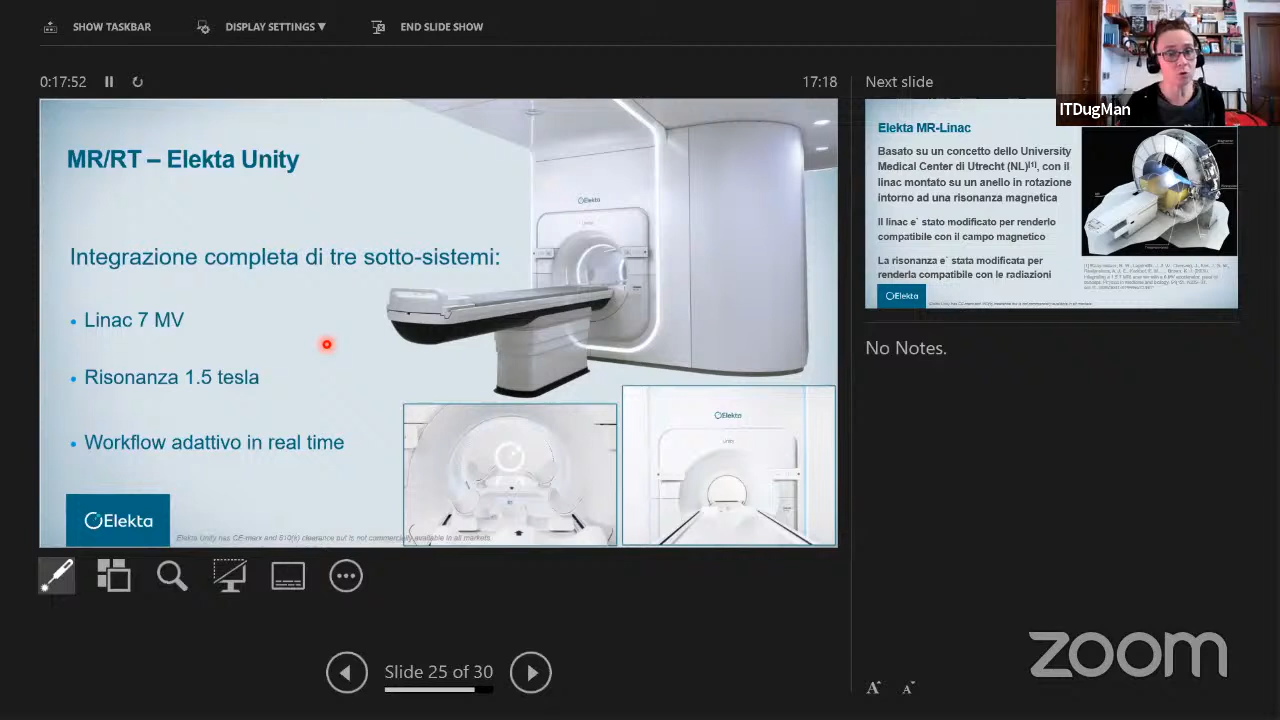 SHOW TASKBAR
DISPLAY SETTINGS ▼
END SLIDE SHOW
0:17:52
17:18
Next slide
ITDugMan
MR/RT – Elekta Unity
Integrazione completa di tre sotto-sistemi:
• Linac 7 MV
• Risonanza 1.5 tesla
• Workflow adattivo in real time
Elekta
Elekta
Elekta
Elekta Unity has CE-mark and 510(k) clearance but is not commercially available in all markets.
Elekta MR-Linac
Basato su un concetto dello University
Medical Center di Utrecht (NL)[1], con il
linac montato su un anello in rotazione
intorno ad una risonanza magnetica
Il linac e` stato modificato per renderlo
compatibile con il campo magnetico
La risonanza e` stata modificata per
renderla compatibile con le radiazioni
Elekta
No Notes.
Slide 25 of 30
zoom
A
A